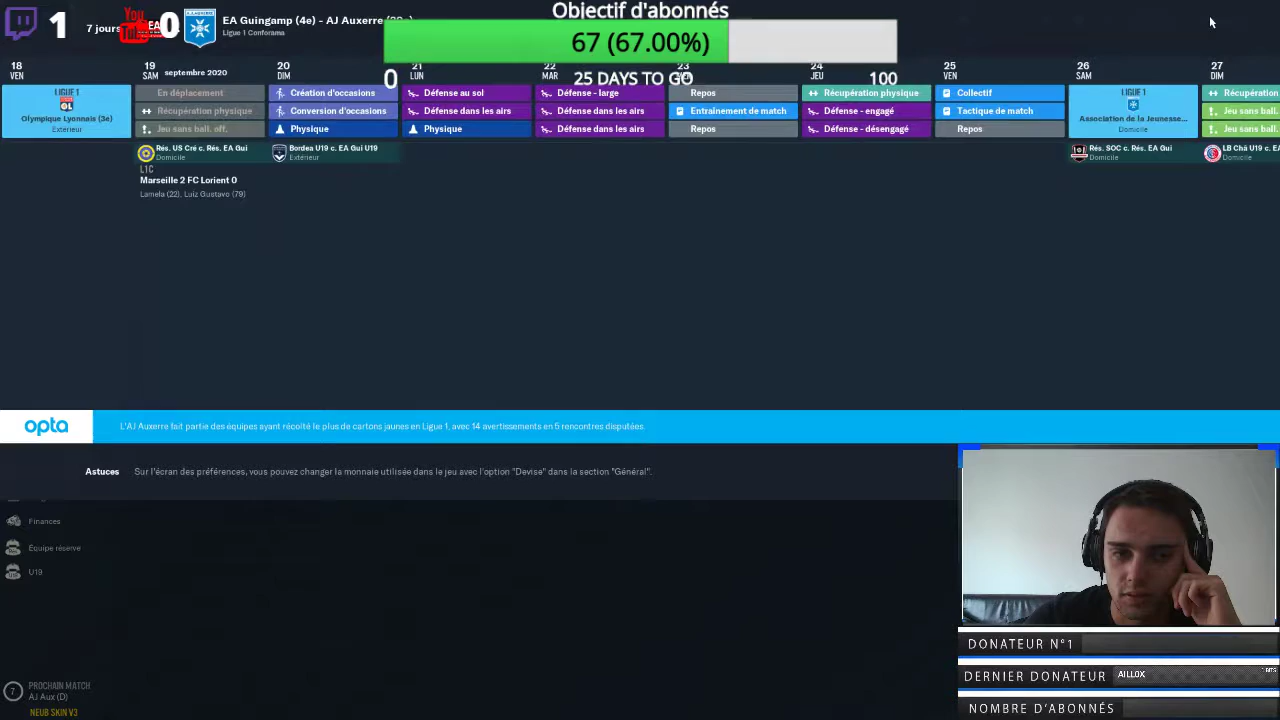 Objectif d'abonnés
1 7 jours You Tube EA 0 EA Guingamp (4e) - AJ Auxerre
Ligue 1 Conforama
67 (67.00%)
0 25 DAYS TO GO 100
18 VEN
19 SAM septembre 2020
20 DIM
21 LUN
22 MAR
23
24 JEU
25 VEN
26 SAM
27 DIM
LIGUE 1
OL
Olympique Lyonnais (3e)
Extérieur
En déplacement
Récupération physique
Jeu sans ball. off.
Création d'occasions
Conversion d'occasions
Physique
Défense au sol
Défense dans les airs
Physique
Défense - large
Défense dans les airs
Défense dans les airs
Repos
Entraînement de match
Repos
Récupération physique
Défense - engagé
Défense - désengagé
Collectif
Tactique de match
Repos
LIGUE 1
Association de la Jeunesse...
Domicile
Récupération
Jeu sans ball.
Jeu sans ball.
Rés. US Cré c. Rés. EA Gui
Domicile
Bordea U19 c. EA Gui U19
Extérieur
Rés. SOC c. Rés. EA Gui
Domicile
LB Châ U19 c. EA
Domicile
L1C
Marseille 2 FC Lorient 0
Lamela (22), Luiz Gustavo (79)
opta L'AJ Auxerre fait partie des équipes ayant récolté le plus de cartons jaunes en Ligue 1, avec 14 avertissements en 5 rencontres disputées.
Astuces Sur l'écran des préférences, vous pouvez changer la monnaie utilisée dans le jeu avec l'option "Devise" dans la section "Général".
Finances
Équipe réserve
U19
7 PROCHAIN MATCH
AJ Aux (D)
NEUB SKIN V3
DONATEUR N°1
DERNIER DONATEUR AILLOX 1 BITS
NOMBRE D'ABONNÉS